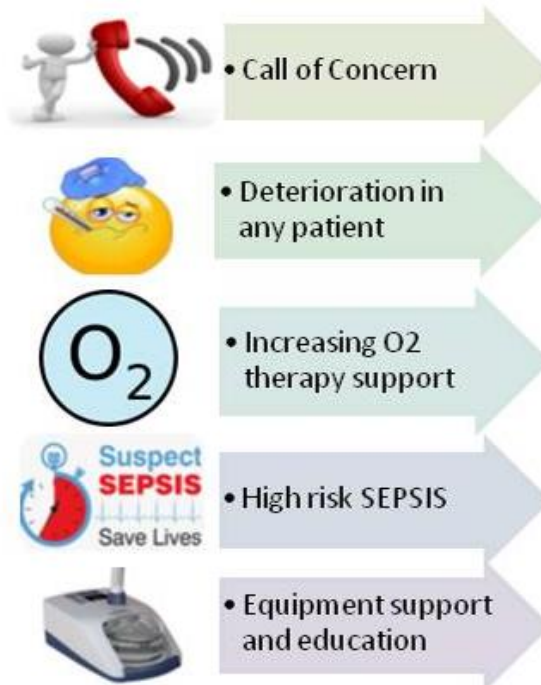 • Call of Concern
• Deterioration in
any patient
O₂
• Increasing O2
therapy support
Suspect
SEPSIS
Save Lives
• High risk SEPSIS
• Equipment support
and education